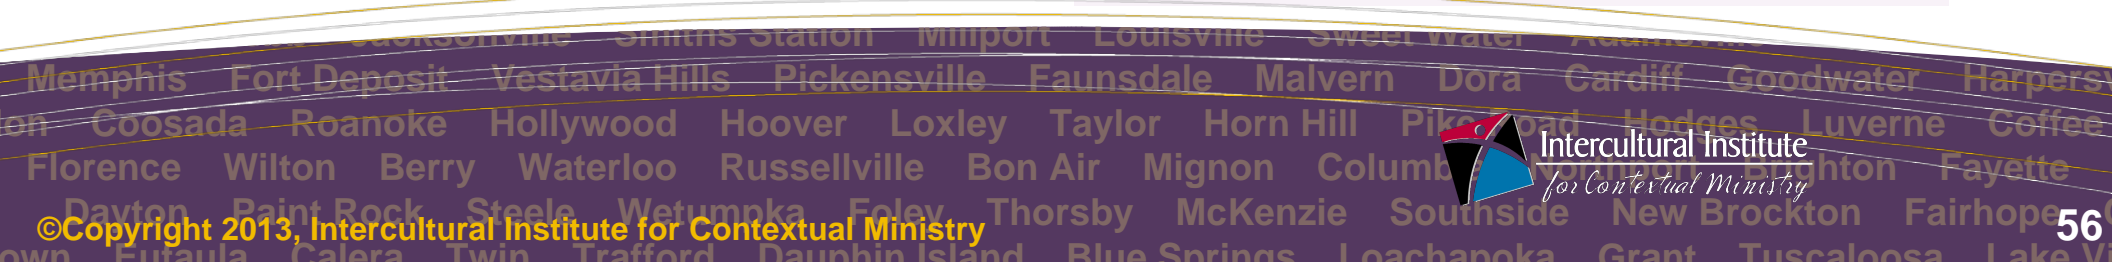 Jacksonville Smiths Station Millport Louisville Sweet Water Adamsville
Memphis Fort Deposit Vestavia Hills Pickensville Faunsdale Malvern Dora Cardiff Goodwater
Coosada Roanoke Hollywood Hoover Loxley Taylor Horn Hill Hodges Luverne Coffee
Intercultural Institute
for Contextual Ministry
Florence Wilton Berry Waterloo Russellville Bon Air Mignon Fayette
Dayton Paint Rock Steele Wetumpka Foley Thorsby McKenzie Southside New Brockton Fairhope
©Copyright 2013, Intercultural Institute for Contextual Ministry
56
Eufaula Calera Twin Trafford Dauphin Island Blue Springs Loachapoka Grant Tuscaloosa Lake